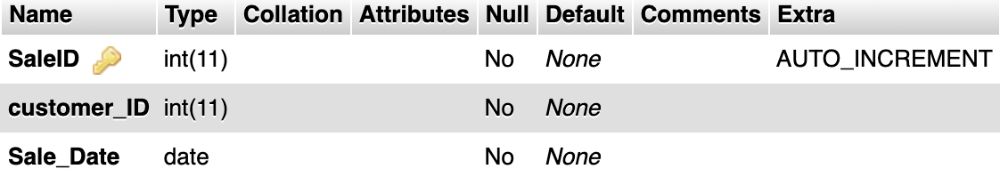 Name Type Collation Attributes Null Default Comments Extra
SaleID int(11) No None AUTO_INCREMENT
customer_ID int(11) No None
Sale_Date date No None